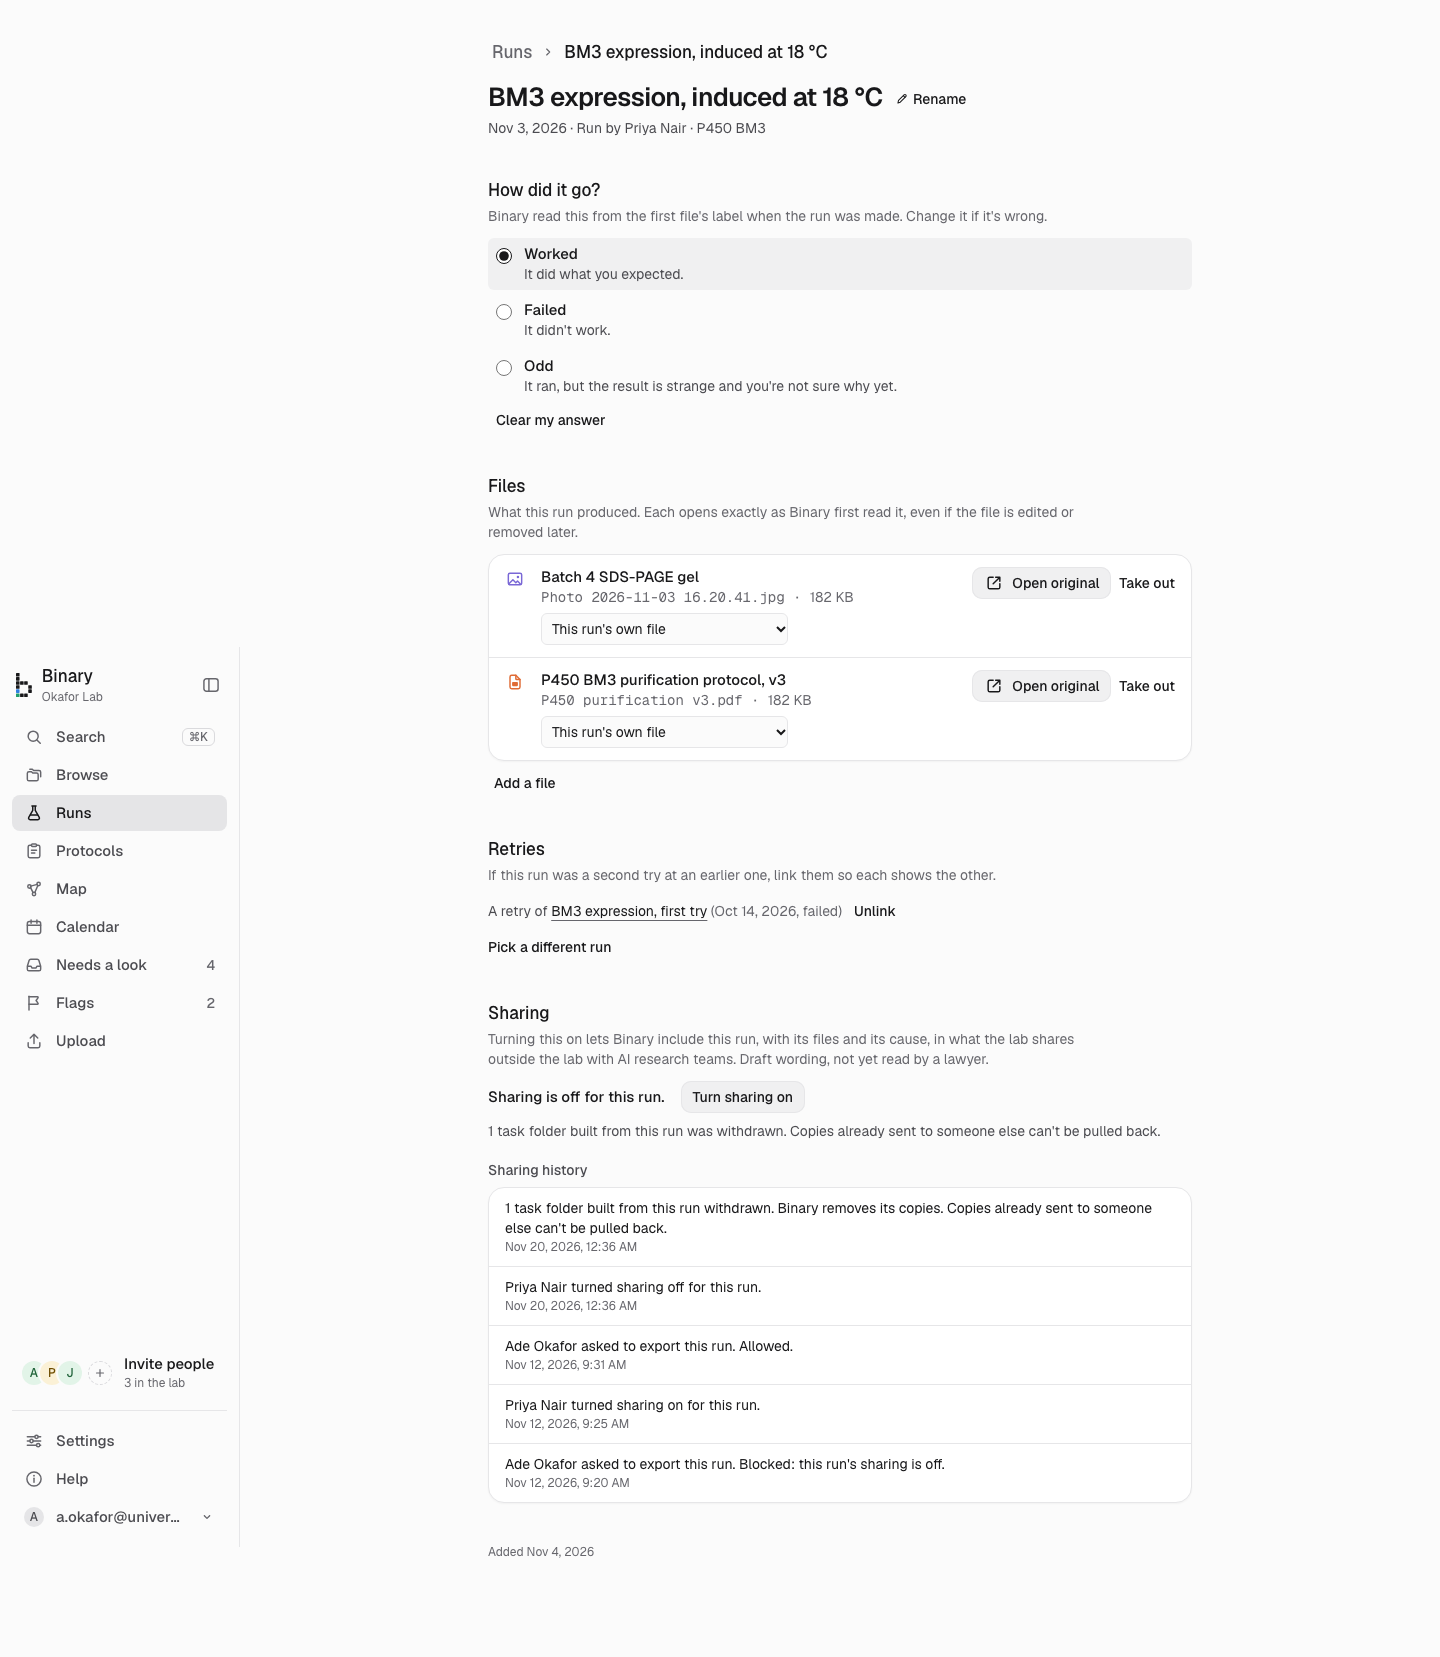 Runs > BM3 expression, induced at 18 °C
BM3 expression, induced at 18 °C
Rename
Nov 3, 2026 · Run by Priya Nair · P450 BM3
How did it go?
Binary read this from the first file's label when the run was made. Change it if it's wrong.
Worked
It did what you expected.
Failed
It didn't work.
Odd
It ran, but the result is strange and you're not sure why yet.
Clear my answer
Files
What this run produced. Each opens exactly as Binary first read it, even if the file is edited or
removed later.
Batch 4 SDS-PAGE gel
Photo 2026-11-03 16.20.41.jpg · 182 KB
This run's own file
Open original
Take out
P450 BM3 purification protocol, v3
P450 purification v3.pdf · 182 KB
This run's own file
Open original
Take out
Add a file
Retries
If this run was a second try at an earlier one, link them so each shows the other.
A retry of BM3 expression, first try (Oct 14, 2026, failed) Unlink
Pick a different run
Sharing
Turning this on lets Binary include this run, with its files and its cause, in what the lab shares
outside the lab with AI research teams. Draft wording, not yet read by a lawyer.
Sharing is off for this run.
Turn sharing on
1 task folder built from this run was withdrawn. Copies already sent to someone else can't be pulled back.
Sharing history
1 task folder built from this run withdrawn. Binary removes its copies. Copies already sent to someone
else can't be pulled back.
Nov 20, 2026, 12:36 AM
Priya Nair turned sharing off for this run.
Nov 20, 2026, 12:36 AM
Ade Okafor asked to export this run. Allowed.
Nov 12, 2026, 9:31 AM
Priya Nair turned sharing on for this run.
Nov 12, 2026, 9:25 AM
Ade Okafor asked to export this run. Blocked: this run's sharing is off.
Nov 12, 2026, 9:20 AM
Added Nov 4, 2026
Binary
Okafor Lab
Search
⌘K
Browse
Runs
Protocols
Map
Calendar
Needs a look 4
Flags 2
Upload
A P J +
Invite people
3 in the lab
Settings
Help
A
a.okafor@univer...